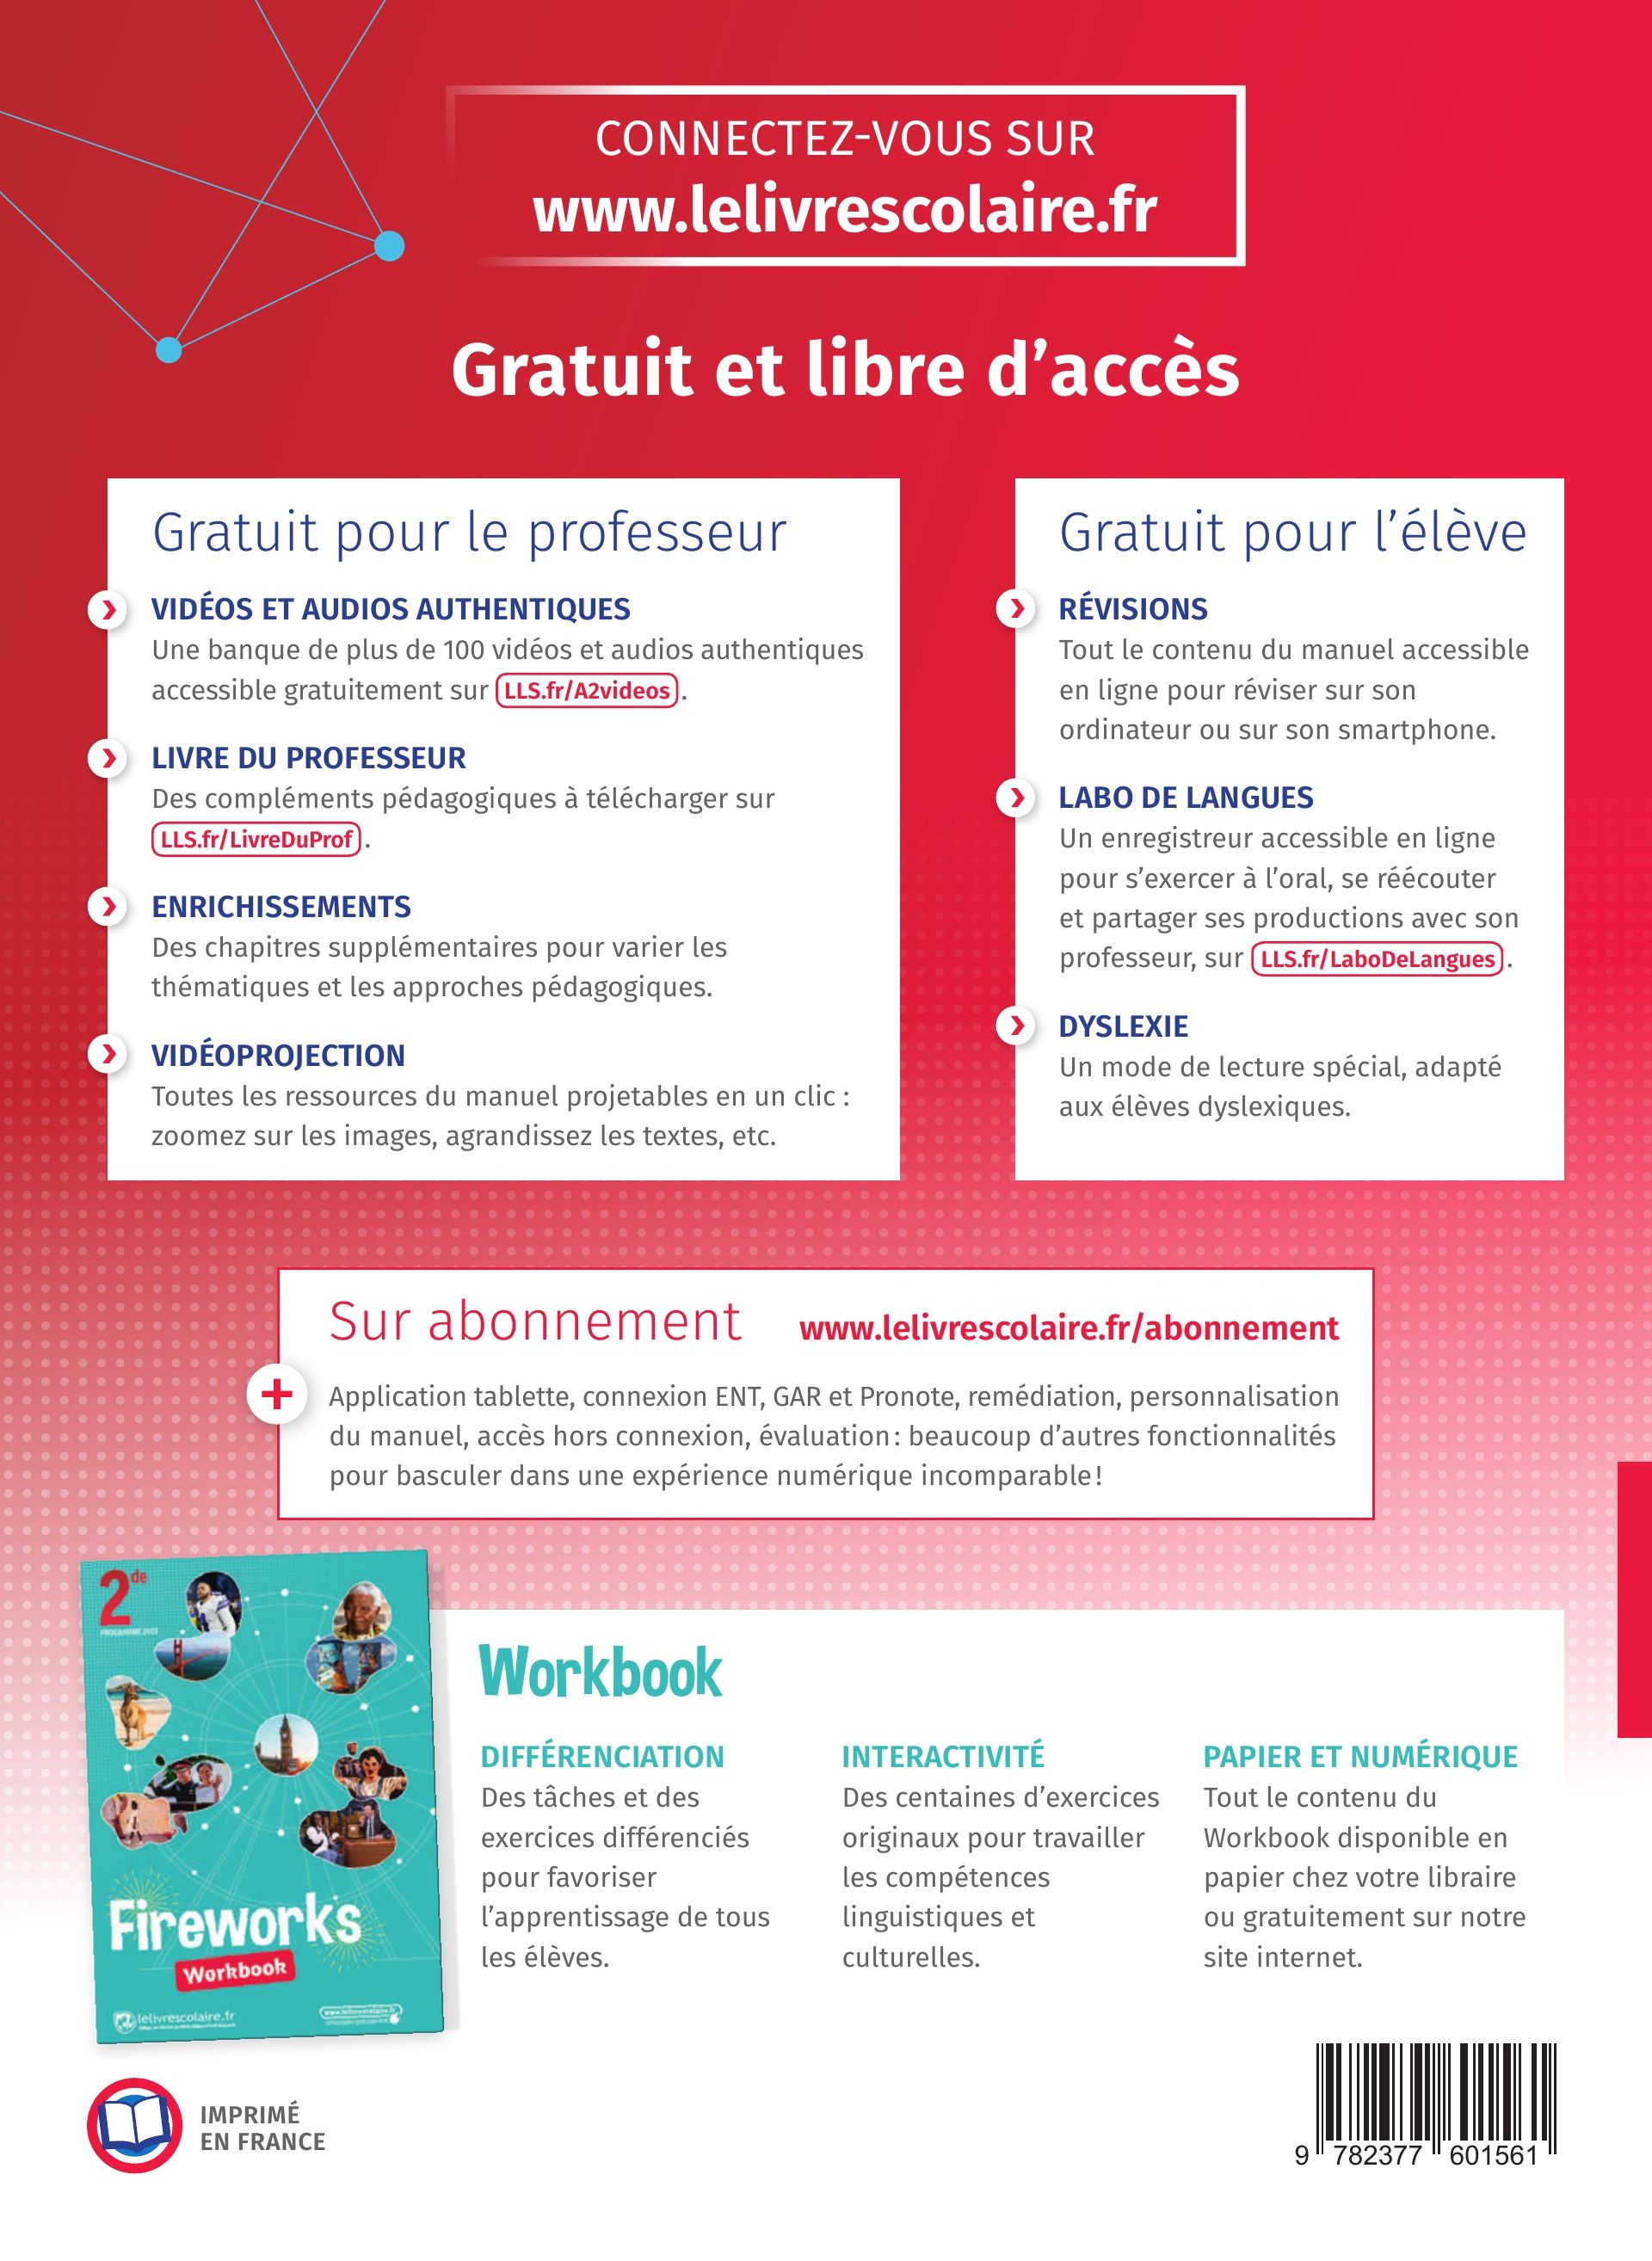 CONNECTEZ-VOUS SUR
www.lelivrescolaire.fr
Gratuit et libre d’accès
Gratuit pour le professeur
VIDÉOS ET AUDIOS AUTHENTIQUES
Une banque de plus de 100 vidéos et audios authentiques
accessible gratuitement sur LLS.fr/A2videos.
LIVRE DU PROFESSEUR
Des compléments pédagogiques à télécharger sur
LLS.fr/LivreDuProf.
ENRICHISSEMENTS
Des chapitres supplémentaires pour varier les
thématiques et les approches pédagogiques.
VIDÉOPROJECTION
Toutes les ressources du manuel projetables en un clic :
zoomez sur les images, agrandissez les textes, etc.
Gratuit pour l’élève
RÉVISIONS
Tout le contenu du manuel accessible
en ligne pour réviser sur son
ordinateur ou sur son smartphone.
LABO DE LANGUES
Un enregistreur accessible en ligne
pour s’exercer à l’oral, se réécouter
et partager ses productions avec son
professeur, sur LLS.fr/LaboDeLangues.
DYSLEXIE
Un mode de lecture spécial, adapté
aux élèves dyslexiques.
Sur abonnement www.lelivrescolaire.fr/abonnement
+
Application tablette, connexion ENT, GAR et Pronote, remédiation, personnalisation
du manuel, accès hors connexion, évaluation : beaucoup d’autres fonctionnalités
pour basculer dans une expérience numérique incomparable !
2de
PROGRAMME 2019
Fireworks
Workbook
lelivrescolaire.fr
www.lelivrescolaire.fr
Workbook
DIFFÉRENCIATION
Des tâches et des
exercices différenciés
pour favoriser
l’apprentissage de tous
les élèves.
INTERACTIVITÉ
Des centaines d’exercices
originaux pour travailler
les compétences
linguistiques et
culturelles.
PAPIER ET NUMÉRIQUE
Tout le contenu du
Workbook disponible en
papier chez votre libraire
ou gratuitement sur notre
site internet.
IMPRIMÉ
EN FRANCE
9 782377 601561